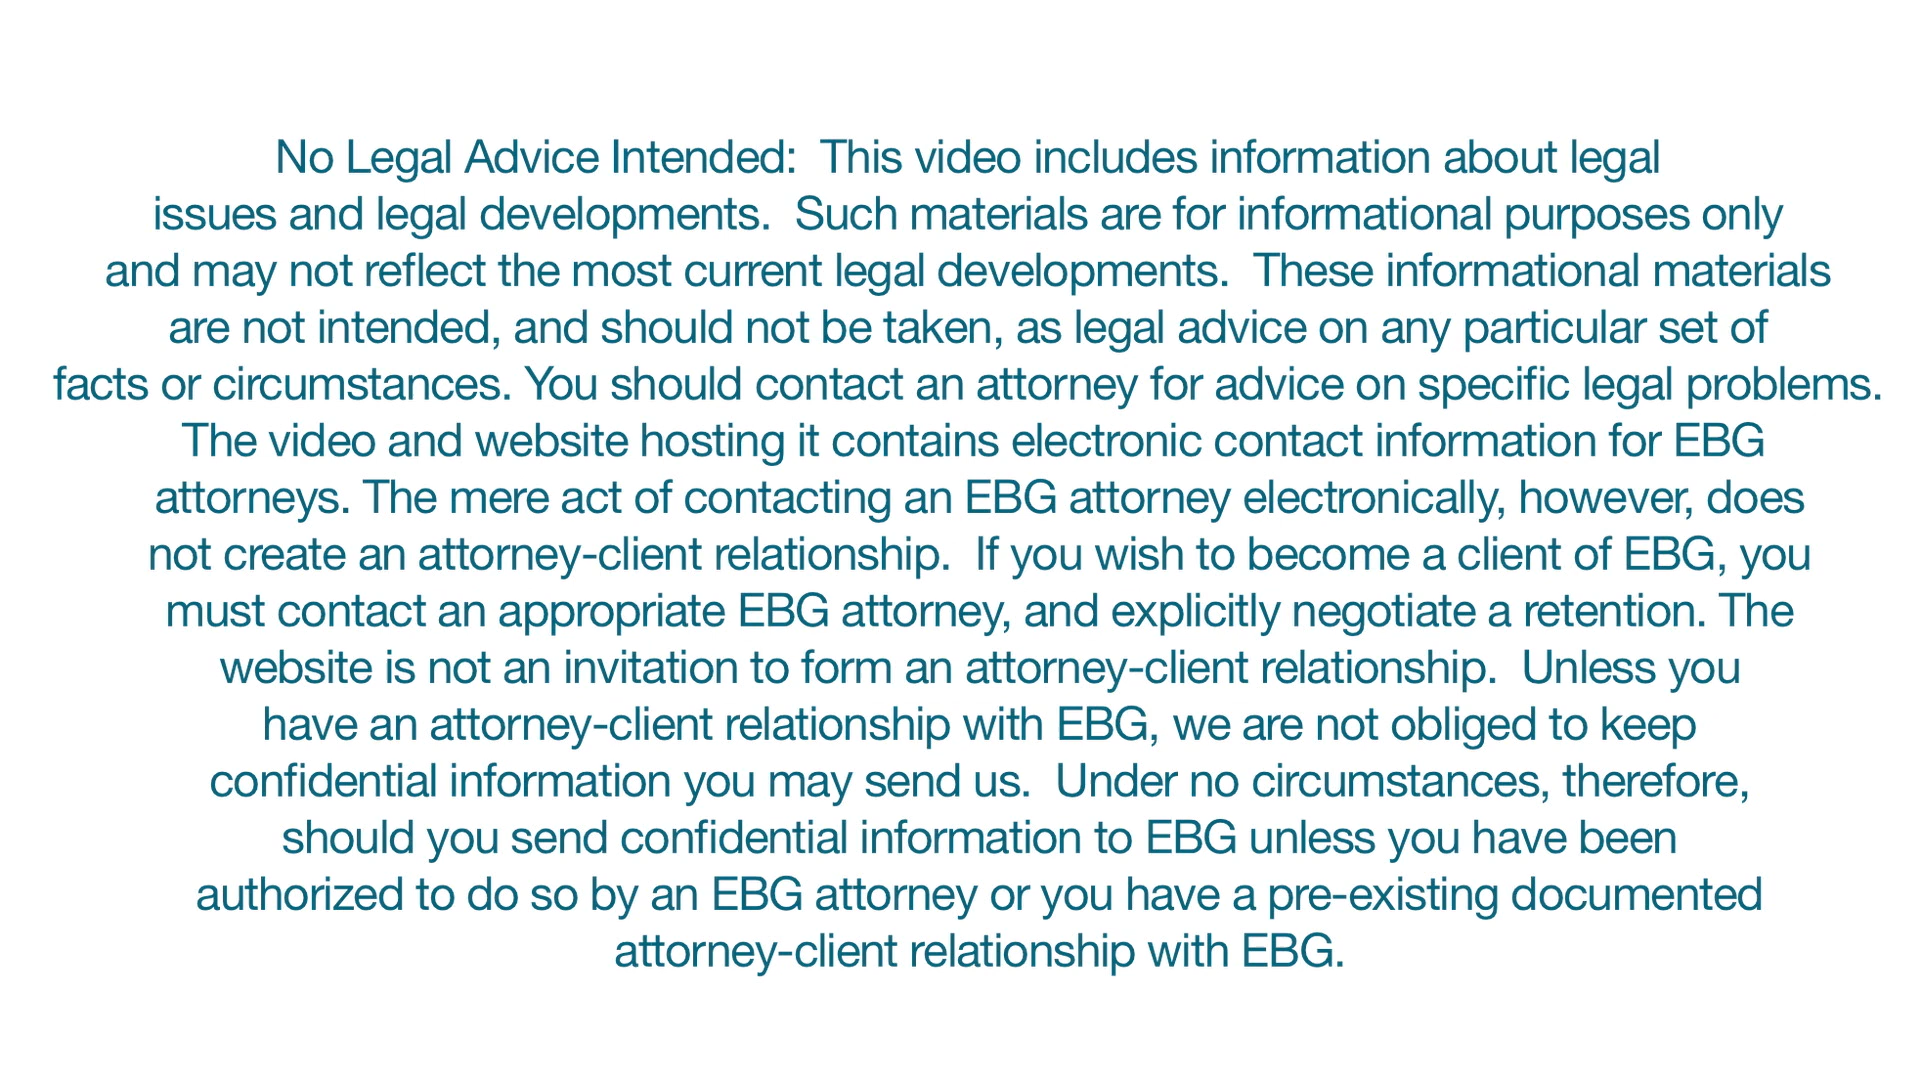 No Legal Advice Intended:  This video includes information about legal
issues and legal developments.  Such materials are for informational purposes only
and may not reflect the most current legal developments.  These informational materials
are not intended, and should not be taken, as legal advice on any particular set of
facts or circumstances. You should contact an attorney for advice on specific legal problems.
The video and website hosting it contains electronic contact information for EBG
attorneys. The mere act of contacting an EBG attorney electronically, however, does
not create an attorney-client relationship.  If you wish to become a client of EBG, you
must contact an appropriate EBG attorney, and explicitly negotiate a retention. The
website is not an invitation to form an attorney-client relationship.  Unless you
have an attorney-client relationship with EBG, we are not obliged to keep
confidential information you may send us.  Under no circumstances, therefore,
should you send confidential information to EBG unless you have been
authorized to do so by an EBG attorney or you have a pre-existing documented
attorney-client relationship with EBG.